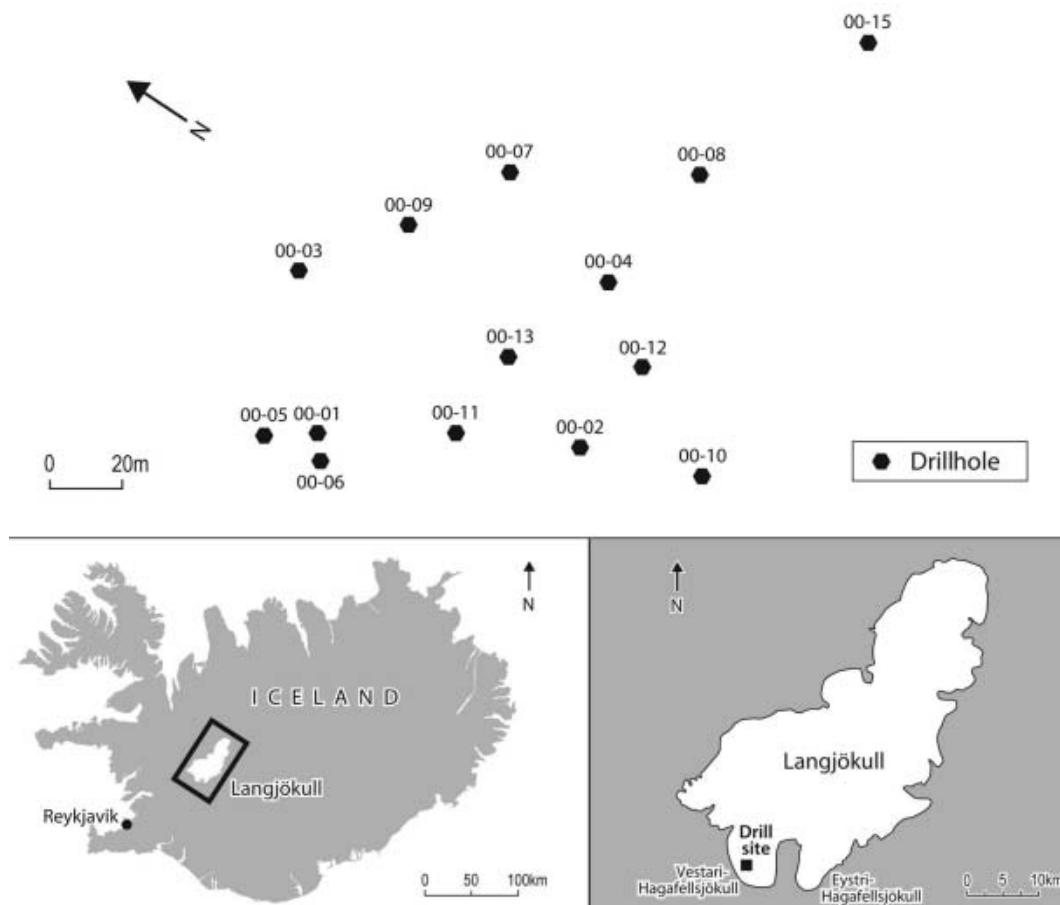 00-15
N
00-07
00-08
00-09
00-03
00-04
00-13
00-12
00-05 00-01
00-11
00-02
00-10
00-06
0 20m
Drillhole
N
ICELAND
Langjökull
Reykjavik
0 50 100km
N
Langjökull
Drill
site
Vestari-
Hagafellsjökull
Eystri-
Hagafellsjökull
0 5 10km